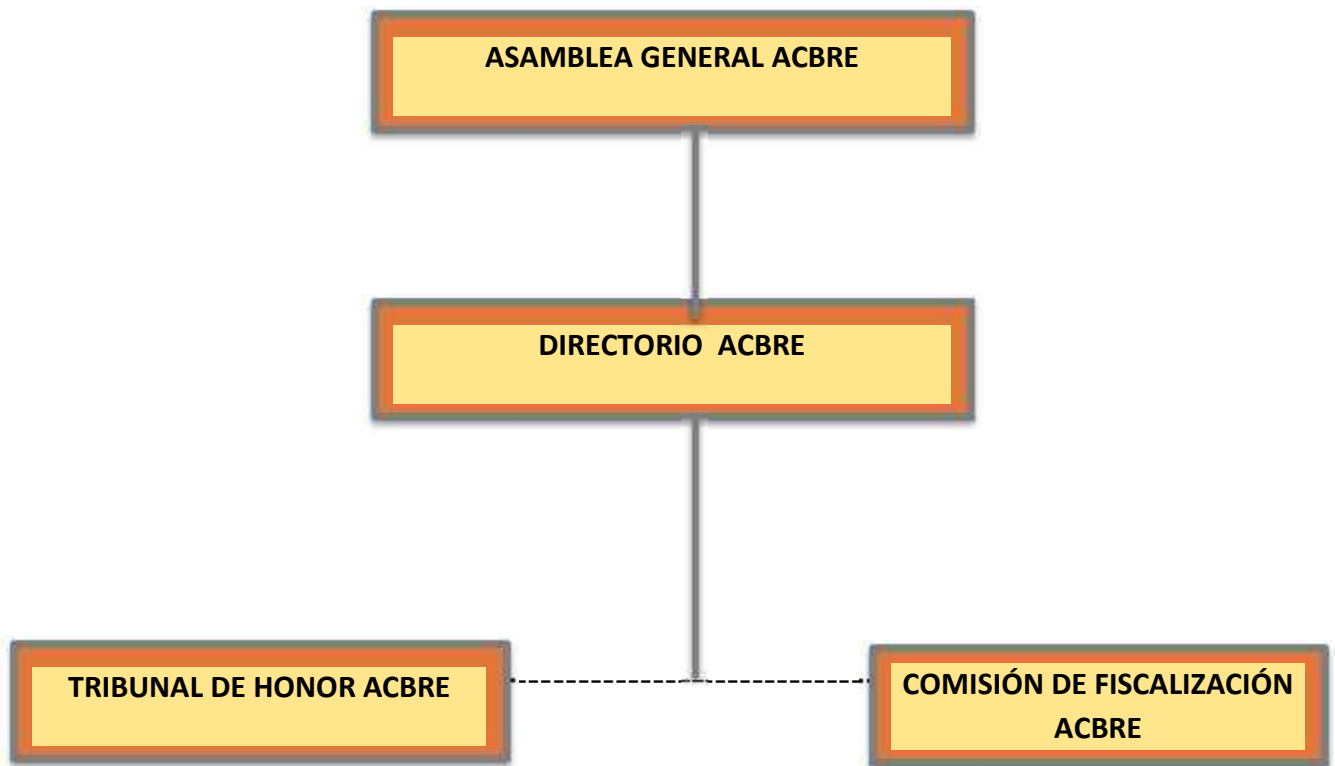 ASAMBLEA GENERAL ACBRE
DIRECTORIO ACBRE
TRIBUNAL DE HONOR ACBRE
COMISIÓN DE FISCALIZACIÓN
ACBRE